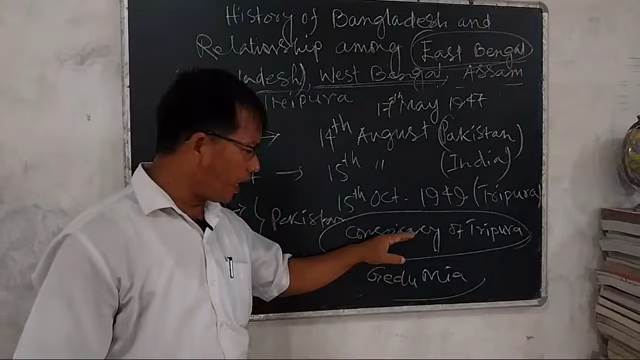 History of Bangladesh and
Relationship among East Bengal
desh), West Bengal, Assam
Tripura
17th May 1947
→ 14th August (Pakistan)
→ 15th " (India)
15th Oct. 1949 (Tripura)
{ Pakistan
Conspiracy of Tripura
Gedu Mia